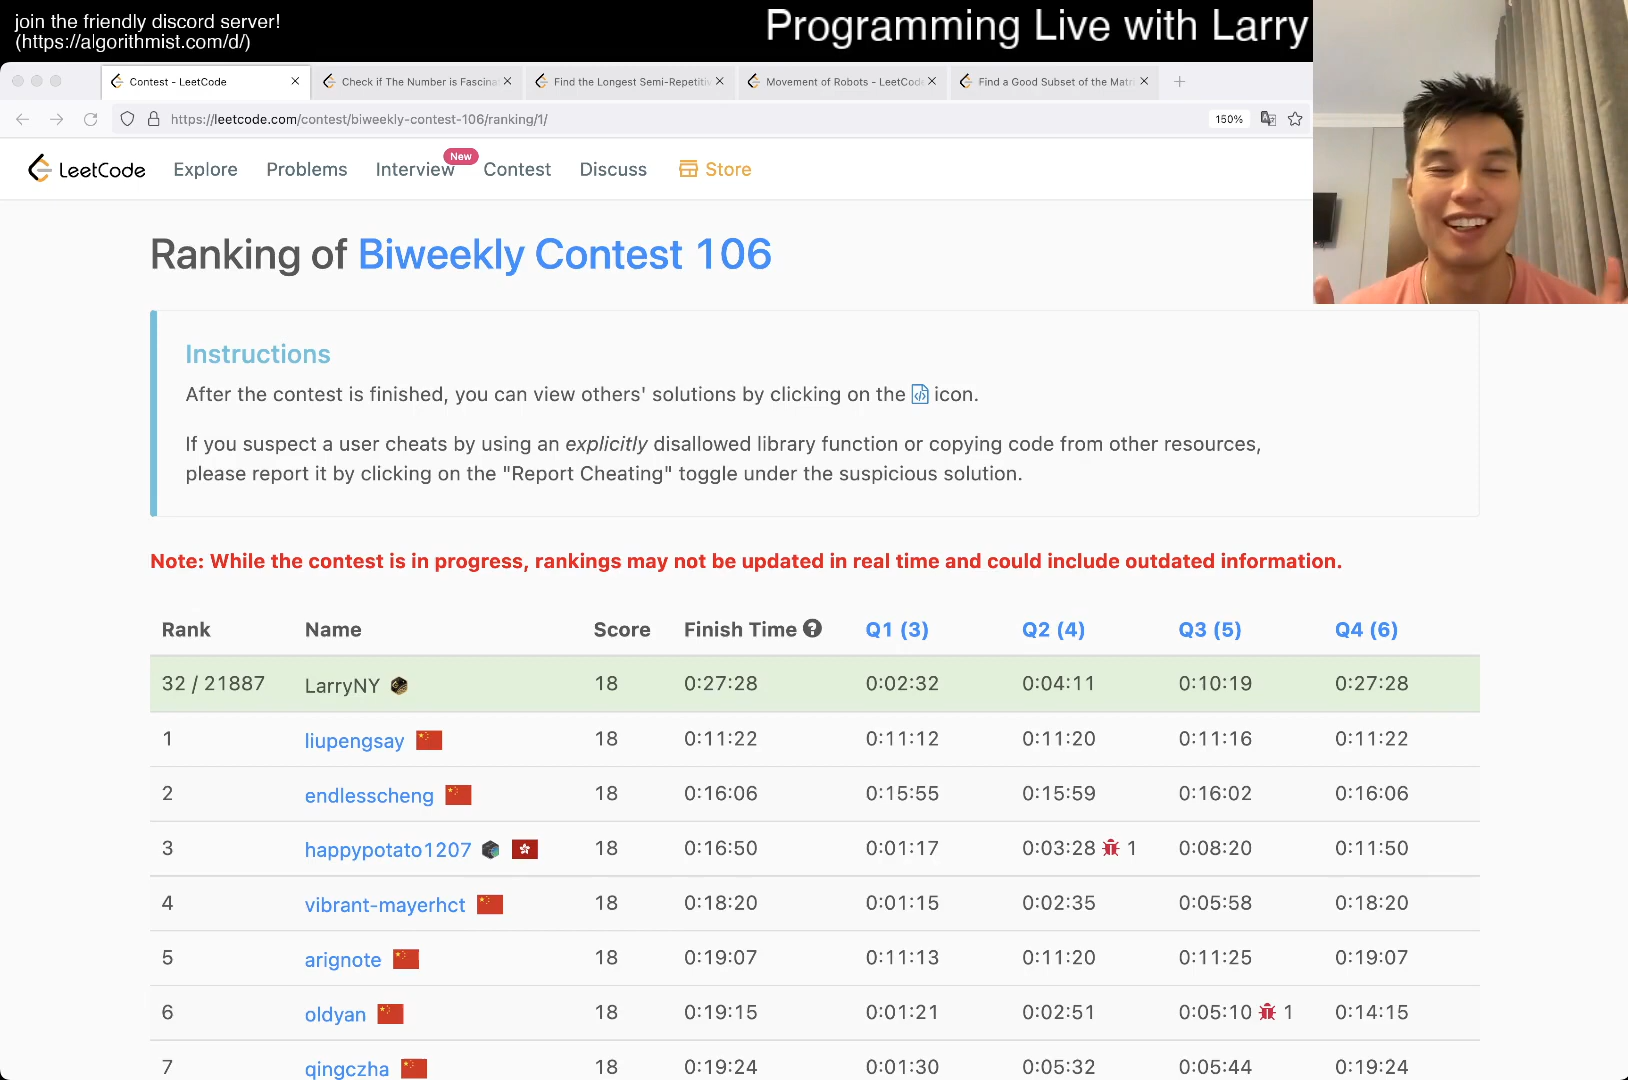 join the friendly discord server!
(https://algorithmist.com/d/)
Programming Live with Larry
Contest - LeetCode
Check if The Number is Fascina
Find the Longest Semi-Repetitiv
Movement of Robots - LeetCode
Find a Good Subset of the Matri
https://leetcode.com/contest/biweekly-contest-106/ranking/1/
150%
LeetCode
Explore
Problems
Interview
New
Contest
Discuss
Store
Ranking of Biweekly Contest 106
Instructions
After the contest is finished, you can view others' solutions by clicking on the </> icon.
If you suspect a user cheats by using an explicitly disallowed library function or copying code from other resources,
please report it by clicking on the "Report Cheating" toggle under the suspicious solution.
Note: While the contest is in progress, rankings may not be updated in real time and could include outdated information.
Rank Name Score Finish Time ? Q1 (3) Q2 (4) Q3 (5) Q4 (6)
32 / 21887 LarryNY 18 0:27:28 0:02:32 0:04:11 0:10:19 0:27:28
1 liupengsay 18 0:11:22 0:11:12 0:11:20 0:11:16 0:11:22
2 endlesscheng 18 0:16:06 0:15:55 0:15:59 0:16:02 0:16:06
3 happypotato1207 18 0:16:50 0:01:17 0:03:28 1 0:08:20 0:11:50
4 vibrant-mayerhct 18 0:18:20 0:01:15 0:02:35 0:05:58 0:18:20
5 arignote 18 0:19:07 0:11:13 0:11:20 0:11:25 0:19:07
6 oldyan 18 0:19:15 0:01:21 0:02:51 0:05:10 1 0:14:15
7 qingczha 18 0:19:24 0:01:30 0:05:32 0:05:44 0:19:24